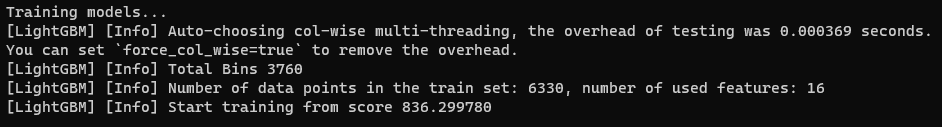 Training models...
[LightGBM] [Info] Auto-choosing col-wise multi-threading, the overhead of testing was 0.000369 seconds.
You can set `force_col_wise=true` to remove the overhead.
[LightGBM] [Info] Total Bins 3760
[LightGBM] [Info] Number of data points in the train set: 6330, number of used features: 16
[LightGBM] [Info] Start training from score 836.299780